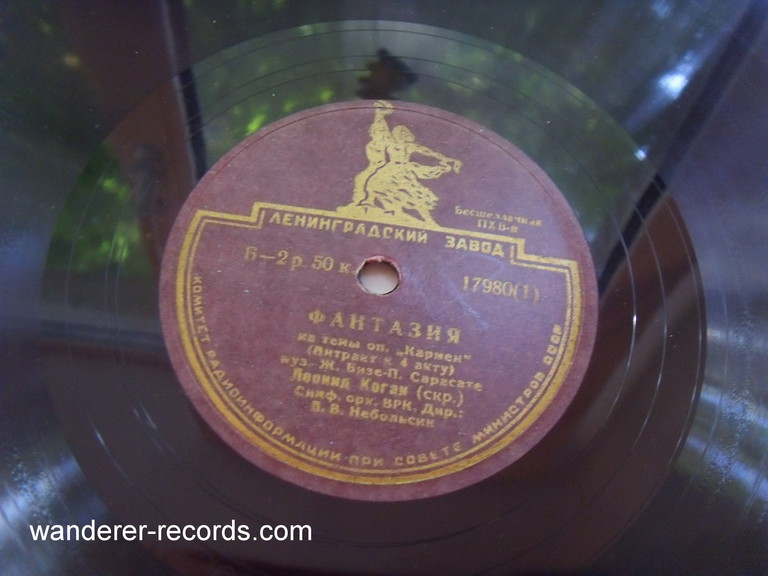 Бесшеллачная
ПХВ-я
ЛЕНИНГРАДСКИЙ ЗАВОД
Б—2 р. 50 к.
17980(1)
ФАНТАЗИЯ
на темы оп. „Кармен"
(Антракт к 4 акту)
муз. Ж. Бизе-П. Сарасате
Леонид Коган (скр.)
Симф. орк. ВРК. Дир.:
В. В. Небольсин
КОМИТЕТ РАДИОИНФОРМАЦИИ ПРИ СОВЕТЕ МИНИСТРОВ СССР
wanderer-records.com